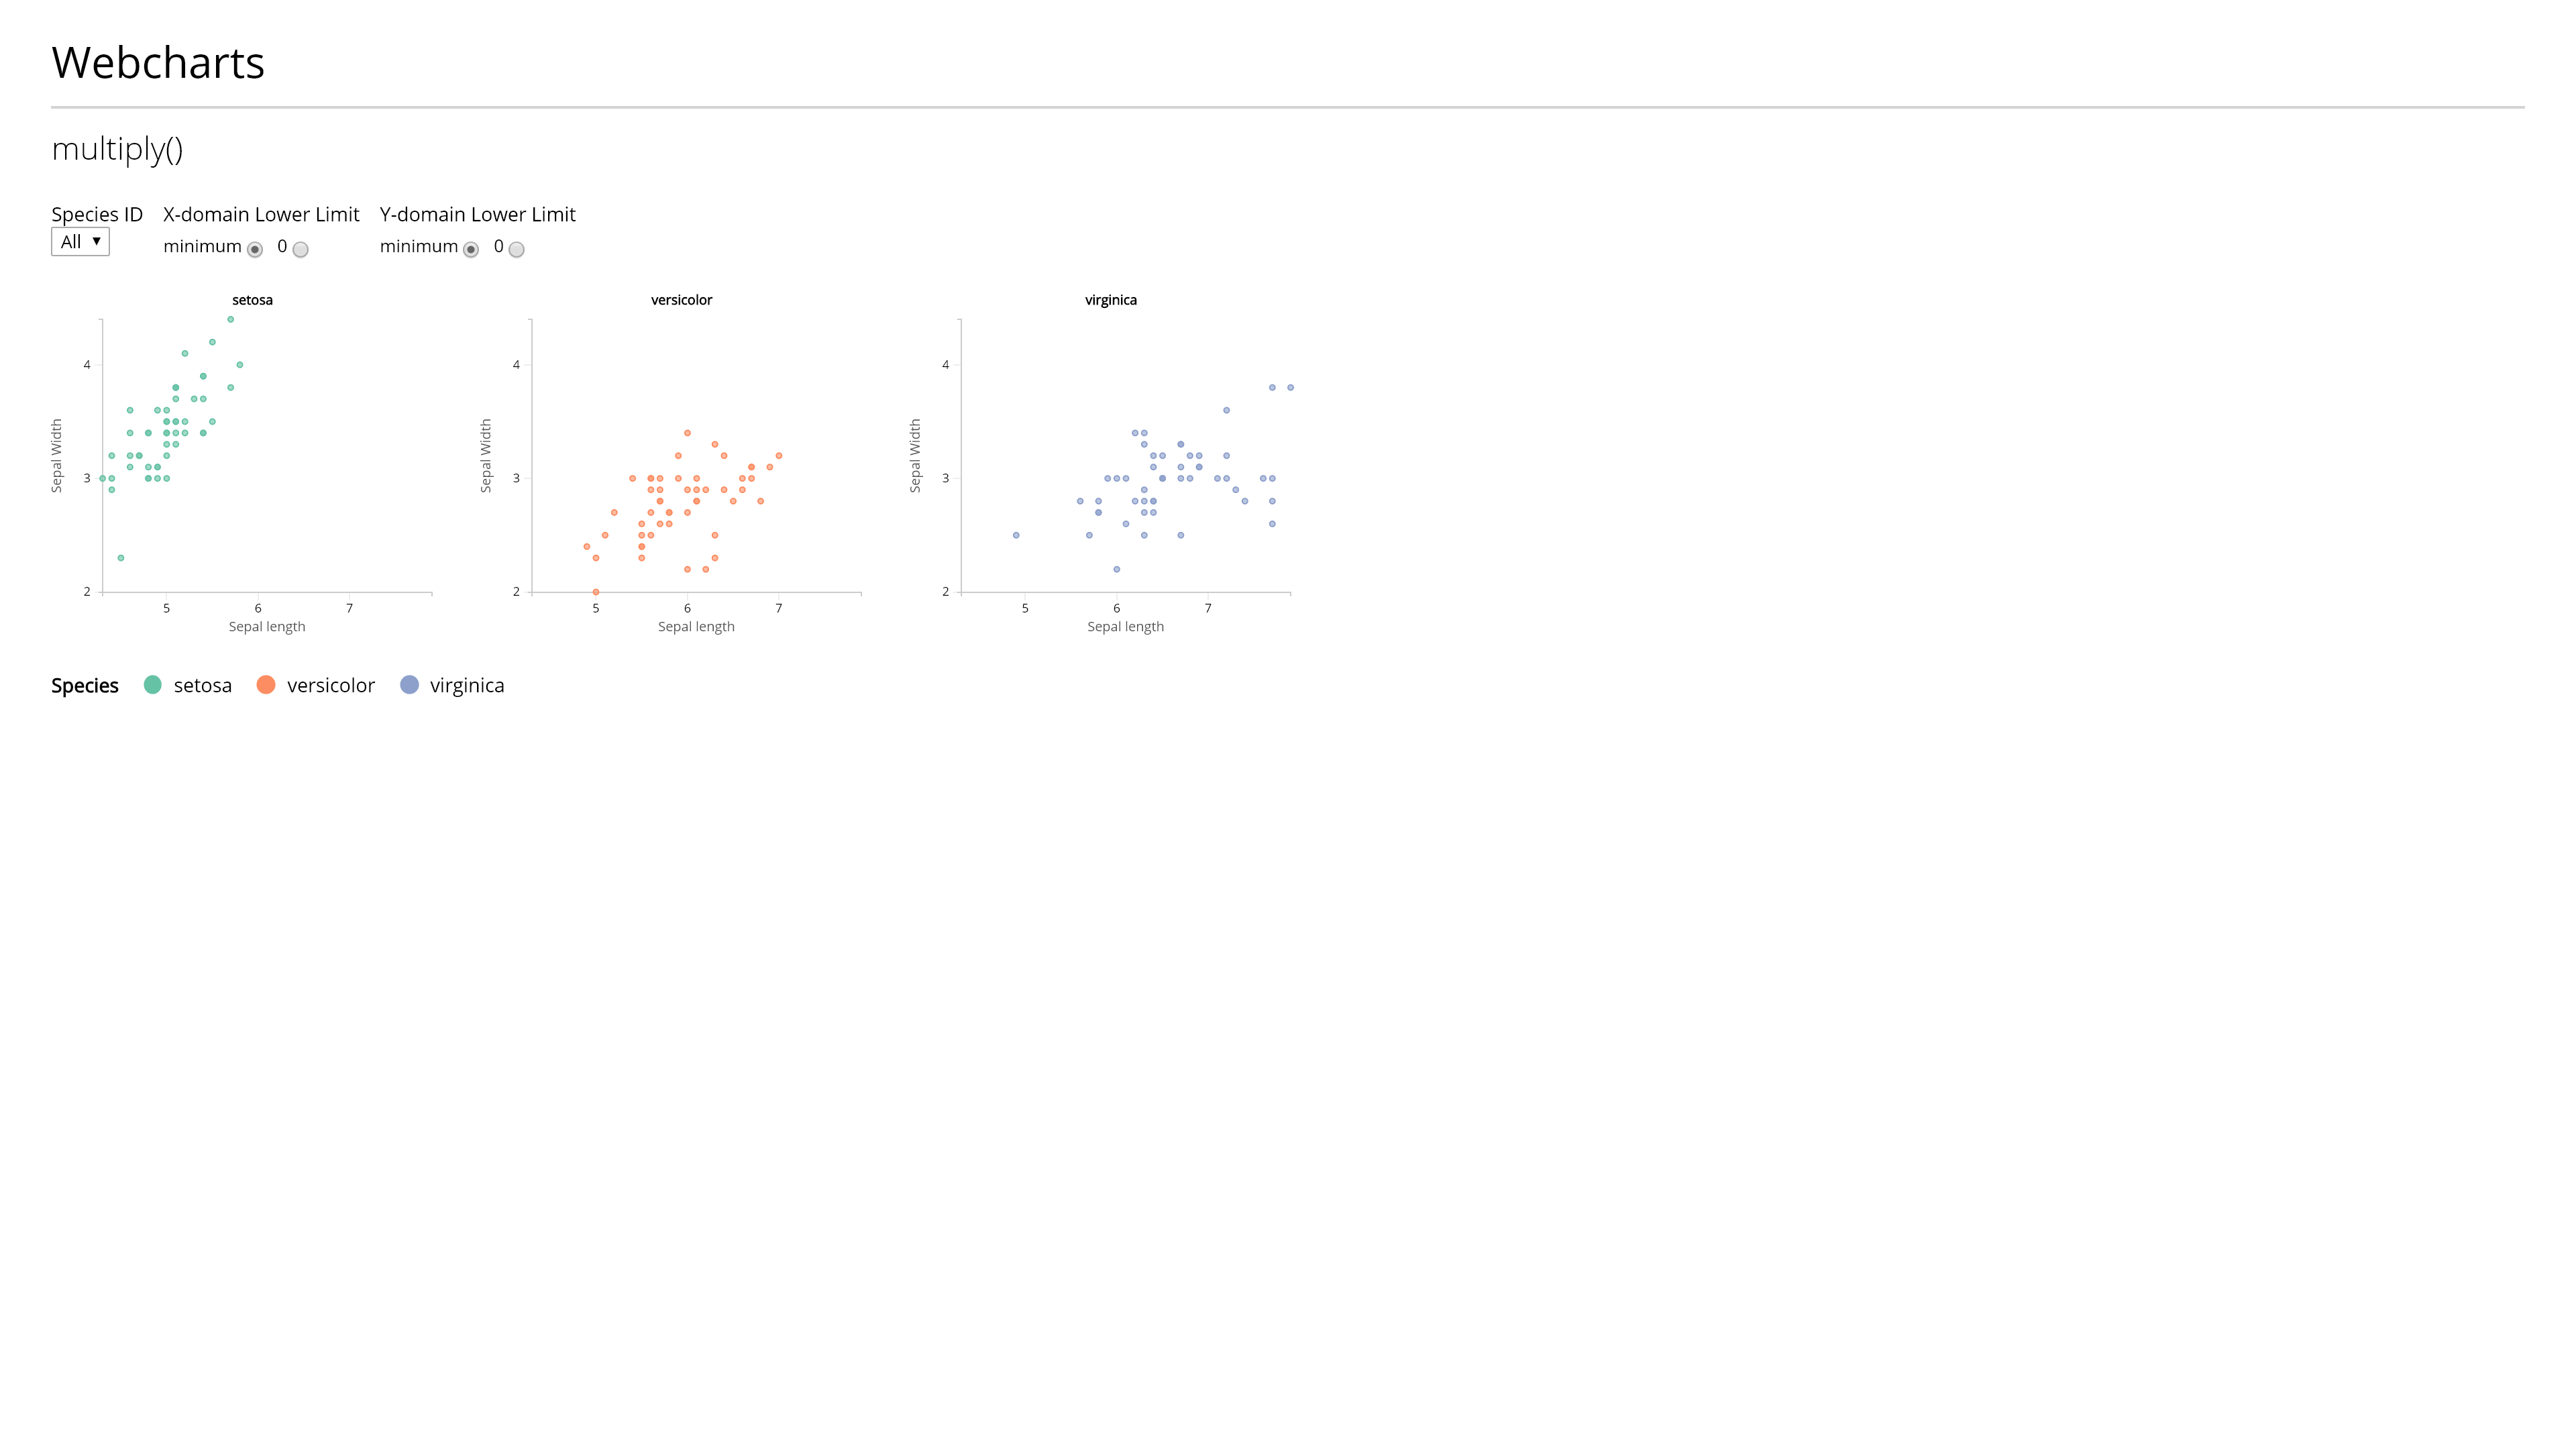 Webcharts
multiply()
Species ID X-domain Lower Limit Y-domain Lower Limit
All ▼ minimum 0 minimum 0
setosa
4
3
2
Sepal Width
5 6 7
Sepal length
versicolor
4
3
2
Sepal Width
5 6 7
Sepal length
virginica
4
3
2
Sepal Width
5 6 7
Sepal length
Species setosa versicolor virginica